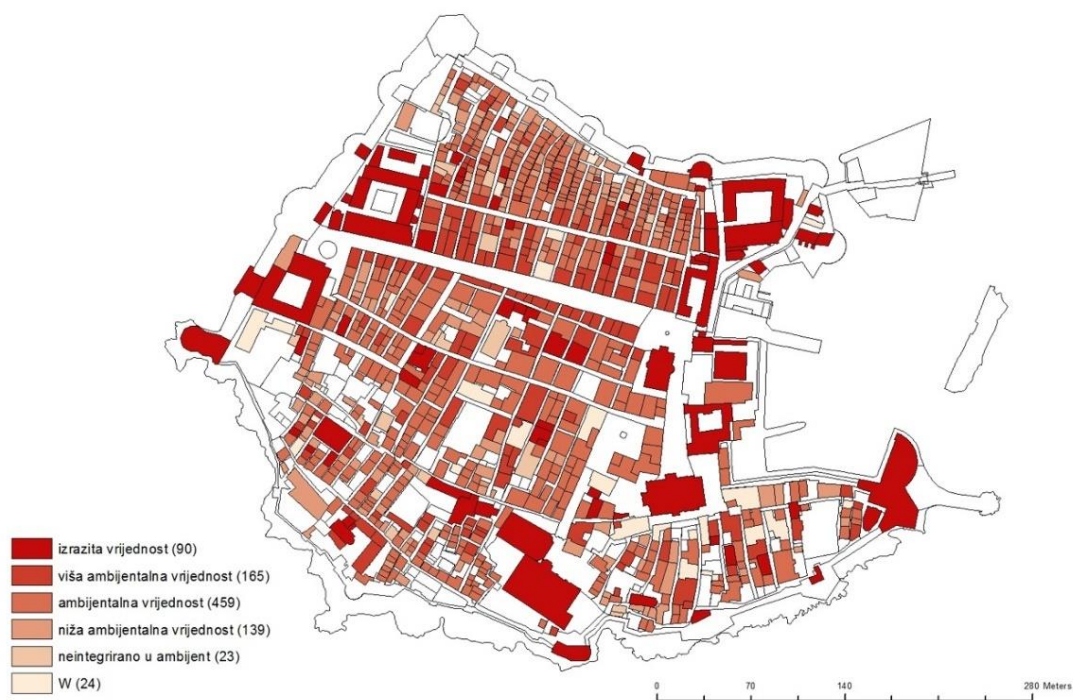 izrazita vrijednost (90)
viša ambijentalna vrijednost (165)
ambijentalna vrijednost (459)
niža ambijentalna vrijednost (139)
neintegrirano u ambijent (23)
W (24)
0 70 140 280 Meters